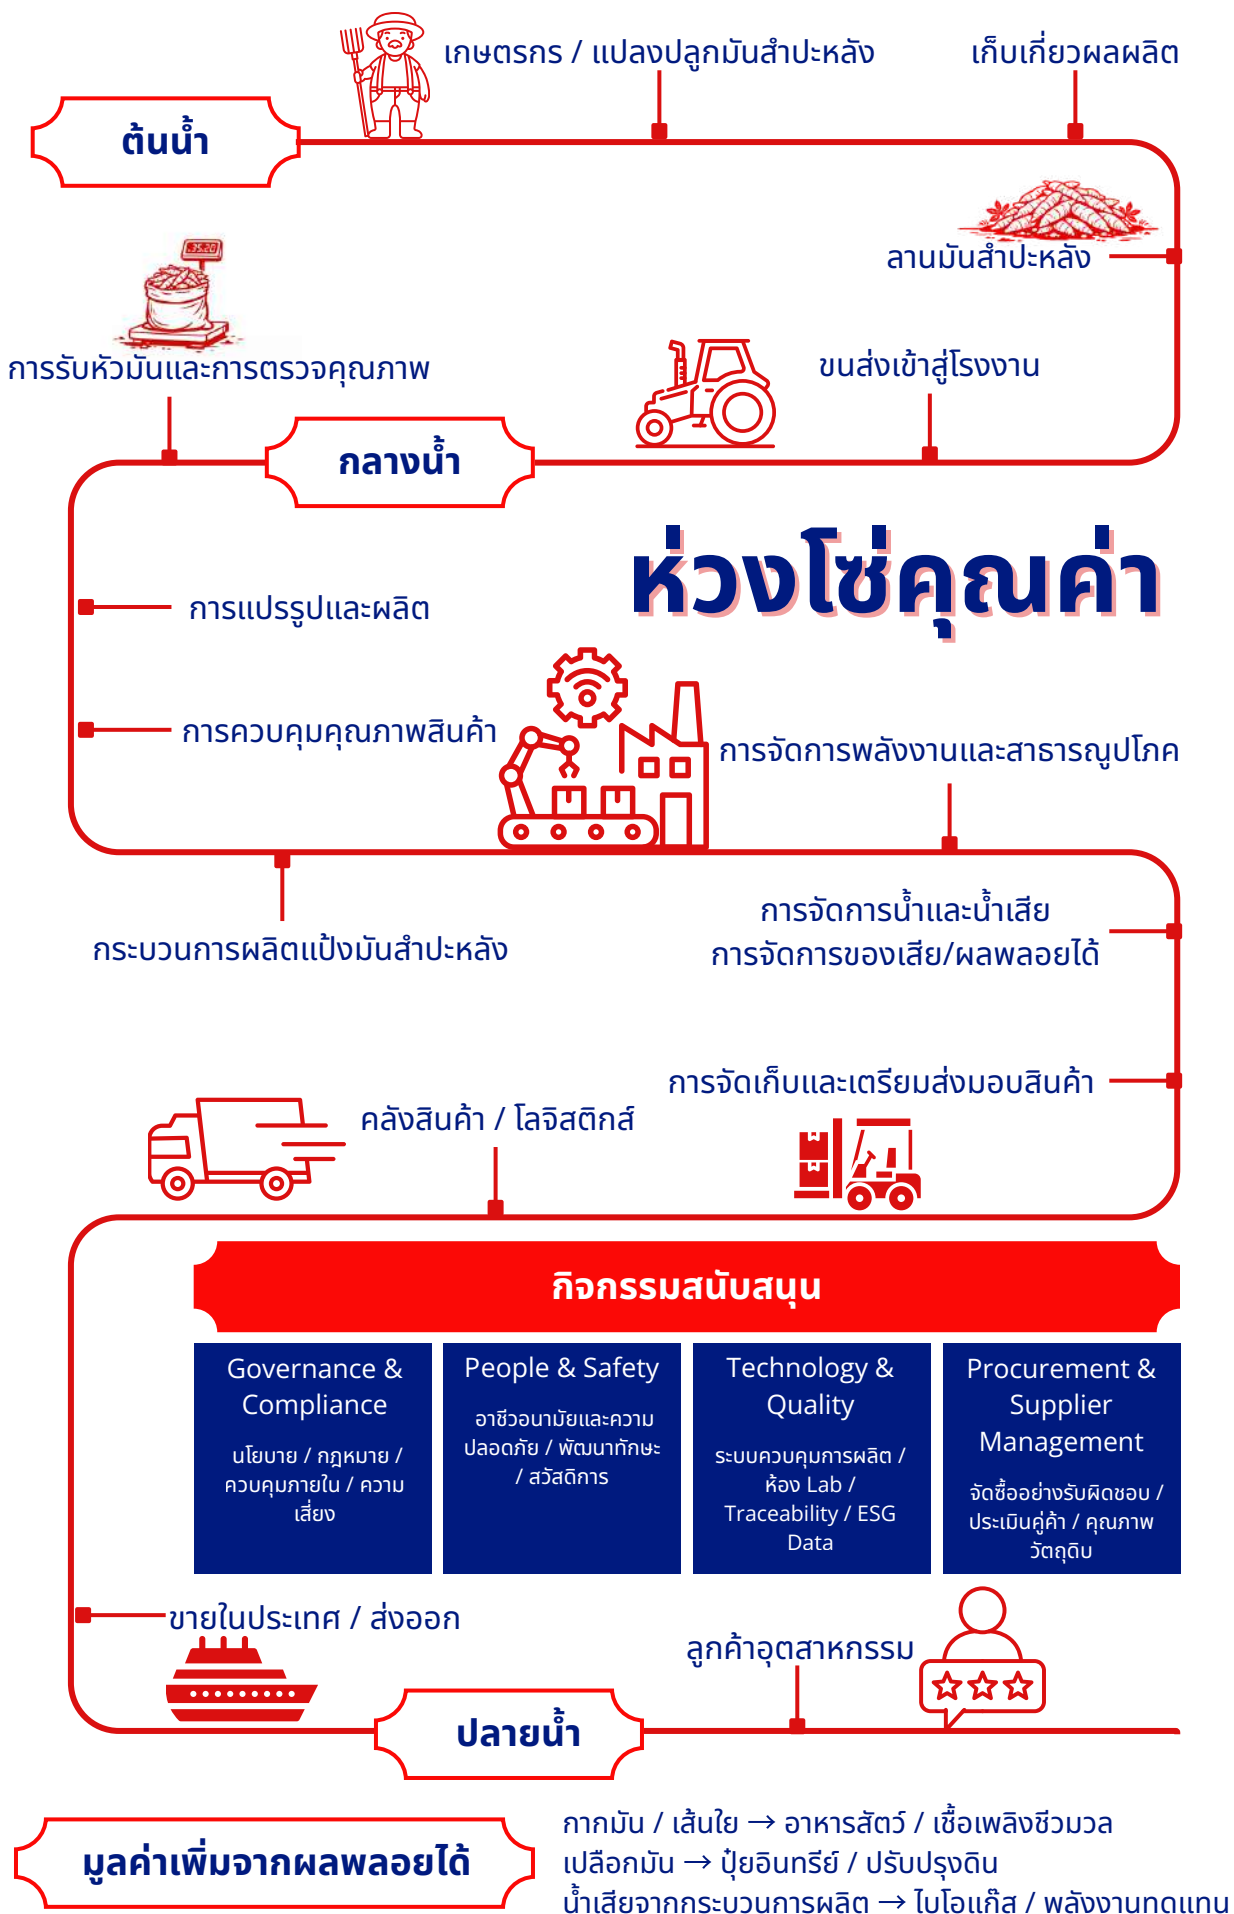 เกษตรกร / แปลงปลูกมันสำปะหลัง
เก็บเกี่ยวผลผลิต
ต้นน้ำ
ลานมันสำปะหลัง
35.20
การรับหัวมันและการตรวจคุณภาพ
ขนส่งเข้าสู่โรงงาน
กลางน้ำ
ห่วงโซ่คุณค่า
การแปรรูปและผลิต
การควบคุมคุณภาพสินค้า
การจัดการพลังงานและสาธารณูปโภค
กระบวนการผลิตแป้งมันสำปะหลัง
การจัดการน้ำและน้ำเสีย
การจัดการของเสีย/ผลพลอยได้
การจัดเก็บและเตรียมส่งมอบสินค้า
คลังสินค้า / โลจิสติกส์
กิจกรรมสนับสนุน
Governance &
Compliance
นโยบาย / กฎหมาย /
ควบคุมภายใน / ความ
เสี่ยง
People & Safety
อาชีวอนามัยและความ
ปลอดภัย / พัฒนาทักษะ
/ สวัสดิการ
Technology &
Quality
ระบบควบคุมการผลิต /
ห้อง Lab /
Traceability / ESG
Data
Procurement &
Supplier
Management
จัดซื้ออย่างรับผิดชอบ /
ประเมินคู่ค้า / คุณภาพ
วัตถุดิบ
ขายในประเทศ / ส่งออก
ลูกค้าอุตสาหกรรม
ปลายน้ำ
มูลค่าเพิ่มจากผลพลอยได้
กากมัน / เส้นใย → อาหารสัตว์ / เชื้อเพลิงชีวมวล
เปลือกมัน → ปุ๋ยอินทรีย์ / ปรับปรุงดิน
น้ำเสียจากกระบวนการผลิต → ไบโอแก๊ส / พลังงานทดแทน